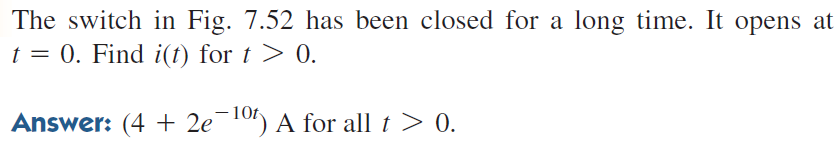 The switch in Fig. 7.52 has been closed for a long time. It opens at
t = 0. Find i(t) for t > 0.
Answer: (4 + 2e^{−10t}) A for all t > 0.